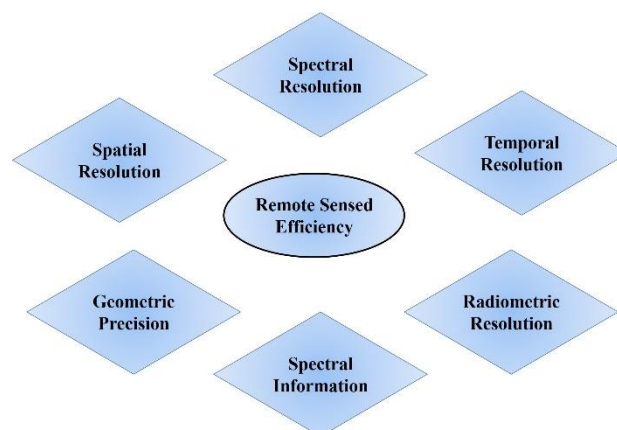 Spectral
Resolution
Spatial
Resolution
Temporal
Resolution
Remote Sensed
Efficiency
Geometric
Precision
Radiometric
Resolution
Spectral
Information